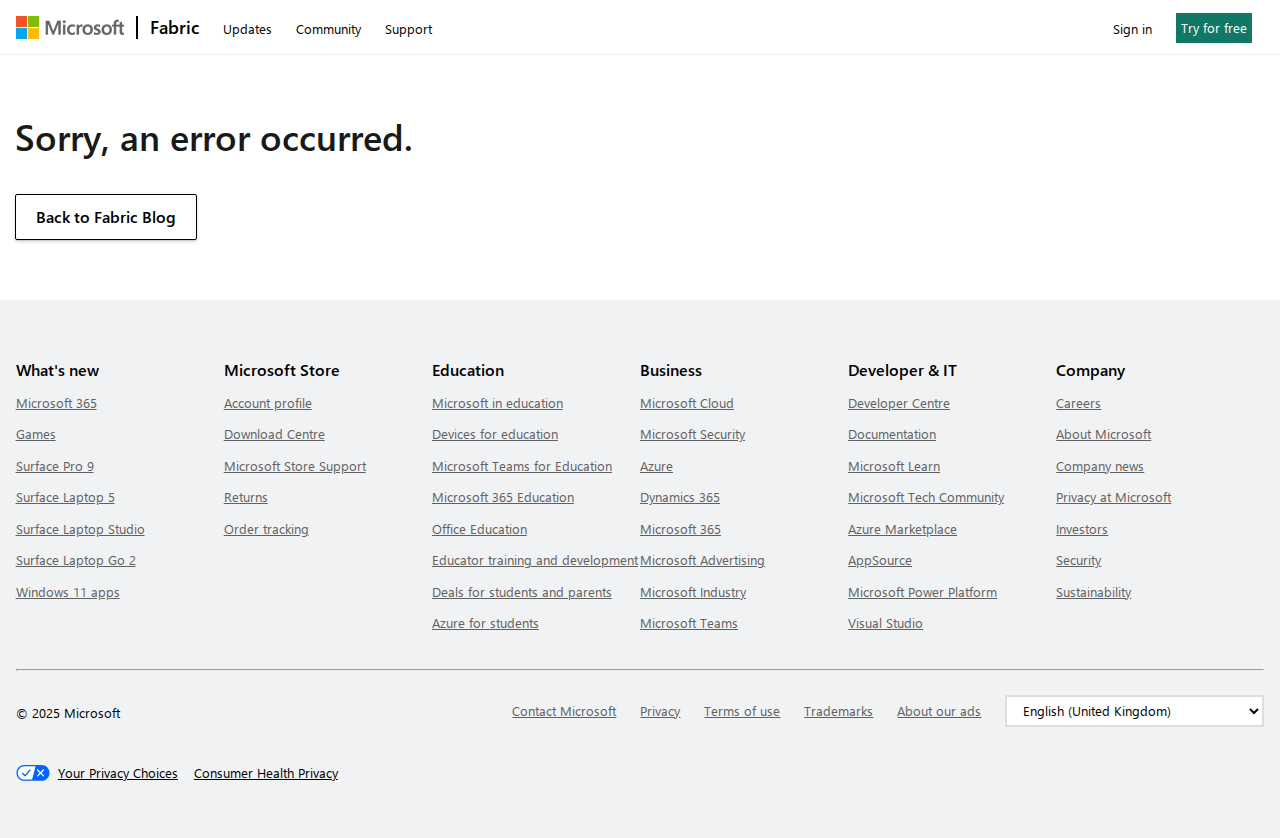 Microsoft Fabric Updates Community Support Sign in Try for free
Sorry, an error occurred.
Back to Fabric Blog
What's new
Microsoft 365
Games
Surface Pro 9
Surface Laptop 5
Surface Laptop Studio
Surface Laptop Go 2
Windows 11 apps
Microsoft Store
Account profile
Download Centre
Microsoft Store Support
Returns
Order tracking
Education
Microsoft in education
Devices for education
Microsoft Teams for Education
Microsoft 365 Education
Office Education
Educator training and development
Deals for students and parents
Azure for students
Business
Microsoft Cloud
Microsoft Security
Azure
Dynamics 365
Microsoft 365
Microsoft Advertising
Microsoft Industry
Microsoft Teams
Developer & IT
Developer Centre
Documentation
Microsoft Learn
Microsoft Tech Community
Azure Marketplace
AppSource
Microsoft Power Platform
Visual Studio
Company
Careers
About Microsoft
Company news
Privacy at Microsoft
Investors
Security
Sustainability
© 2025 Microsoft Contact Microsoft Privacy Terms of use Trademarks About our ads English (United Kingdom)
Your Privacy Choices Consumer Health Privacy